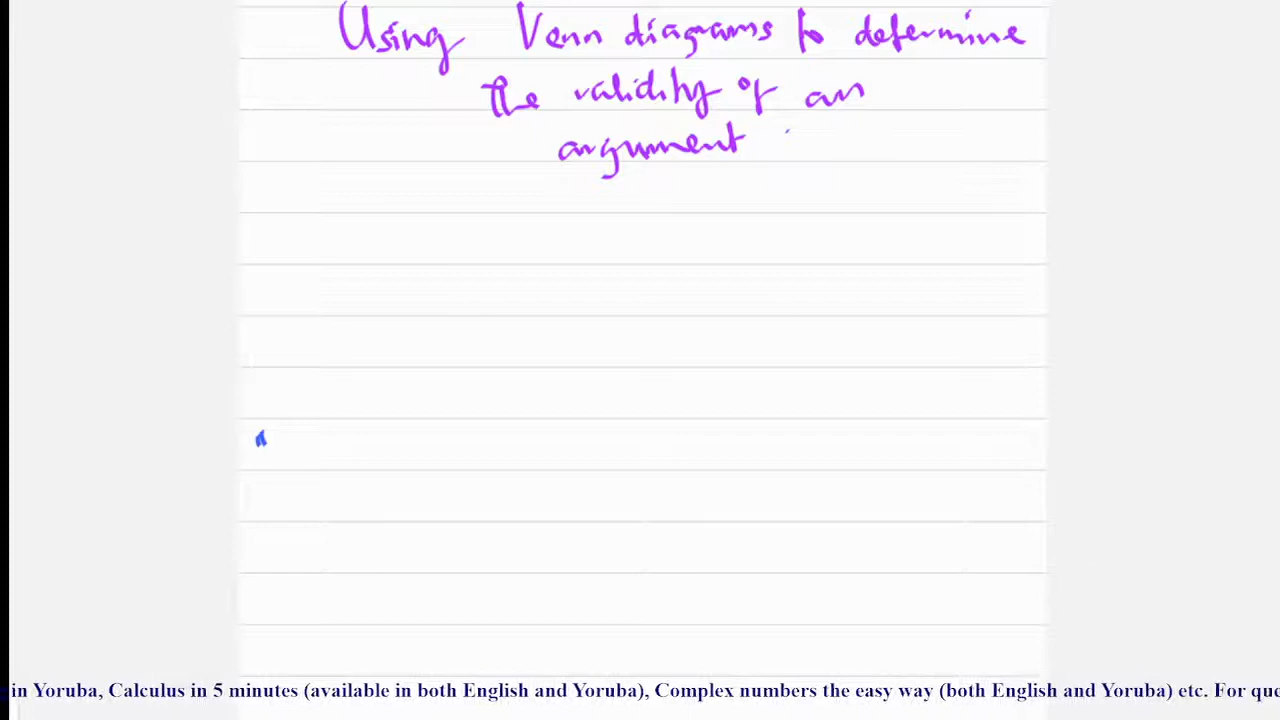 Using Venn diagrams to determine
the validity of an
argument
in Yoruba, Calculus in 5 minutes (available in both English and Yoruba), Complex numbers the easy way (both English and Yoruba) etc. For que